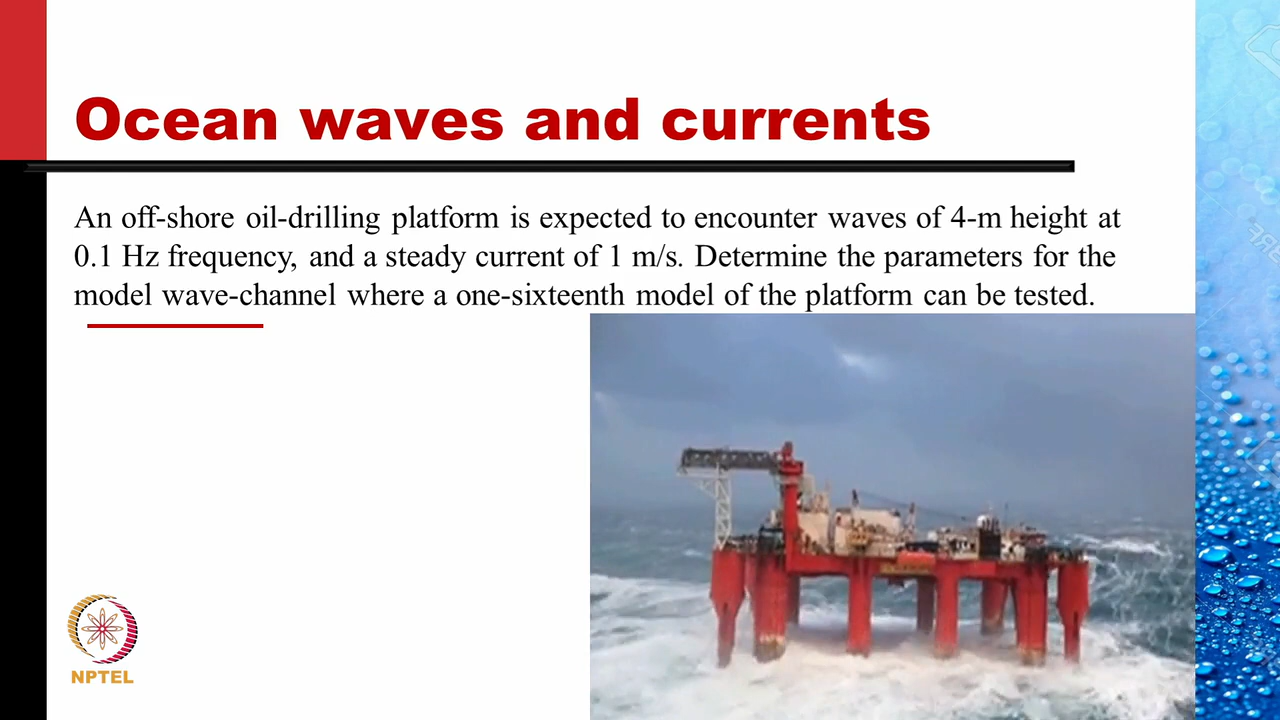 Ocean waves and currents
An off-shore oil-drilling platform is expected to encounter waves of 4-m height at
0.1 Hz frequency, and a steady current of 1 m/s. Determine the parameters for the
model wave-channel where a one-sixteenth model of the platform can be tested.
NPTEL